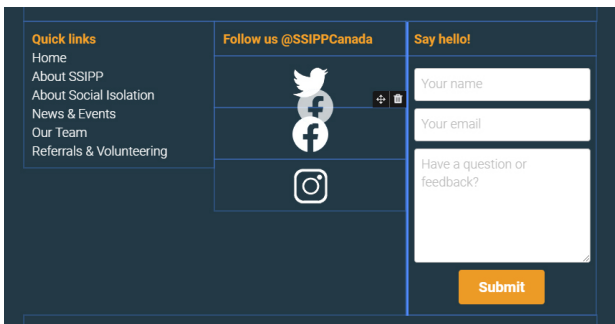 Quick links
Home
About SSIPP
About Social Isolation
News & Events
Our Team
Referrals & Volunteering
Follow us @SSIPPCanada
Say hello!
Your name
Your email
Have a question or
feedback?
Submit